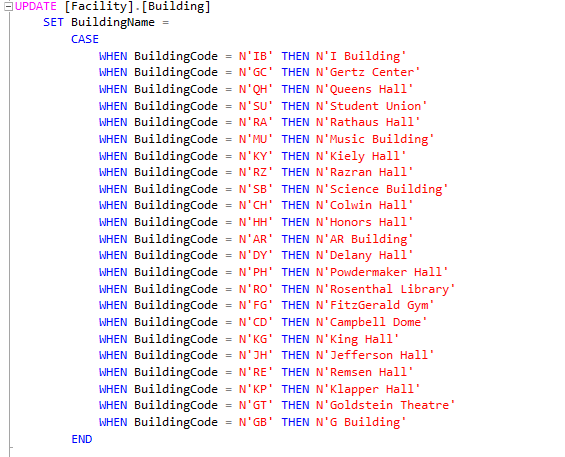 UPDATE [Facility].[Building]
SET BuildingName =
CASE
WHEN BuildingCode = N'IB' THEN N'I Building'
WHEN BuildingCode = N'GC' THEN N'Gertz Center'
WHEN BuildingCode = N'QH' THEN N'Queens Hall'
WHEN BuildingCode = N'SU' THEN N'Student Union'
WHEN BuildingCode = N'RA' THEN N'Rathaus Hall'
WHEN BuildingCode = N'MU' THEN N'Music Building'
WHEN BuildingCode = N'KY' THEN N'Kiely Hall'
WHEN BuildingCode = N'RZ' THEN N'Razran Hall'
WHEN BuildingCode = N'SB' THEN N'Science Building'
WHEN BuildingCode = N'CH' THEN N'Colwin Hall'
WHEN BuildingCode = N'HH' THEN N'Honors Hall'
WHEN BuildingCode = N'AR' THEN N'AR Building'
WHEN BuildingCode = N'DY' THEN N'Delany Hall'
WHEN BuildingCode = N'PH' THEN N'Powdermaker Hall'
WHEN BuildingCode = N'RO' THEN N'Rosenthal Library'
WHEN BuildingCode = N'FG' THEN N'FitzGerald Gym'
WHEN BuildingCode = N'CD' THEN N'Campbell Dome'
WHEN BuildingCode = N'KG' THEN N'King Hall'
WHEN BuildingCode = N'JH' THEN N'Jefferson Hall'
WHEN BuildingCode = N'RE' THEN N'Remsen Hall'
WHEN BuildingCode = N'KP' THEN N'Klapper Hall'
WHEN BuildingCode = N'GT' THEN N'Goldstein Theatre'
WHEN BuildingCode = N'GB' THEN N'G Building'
END